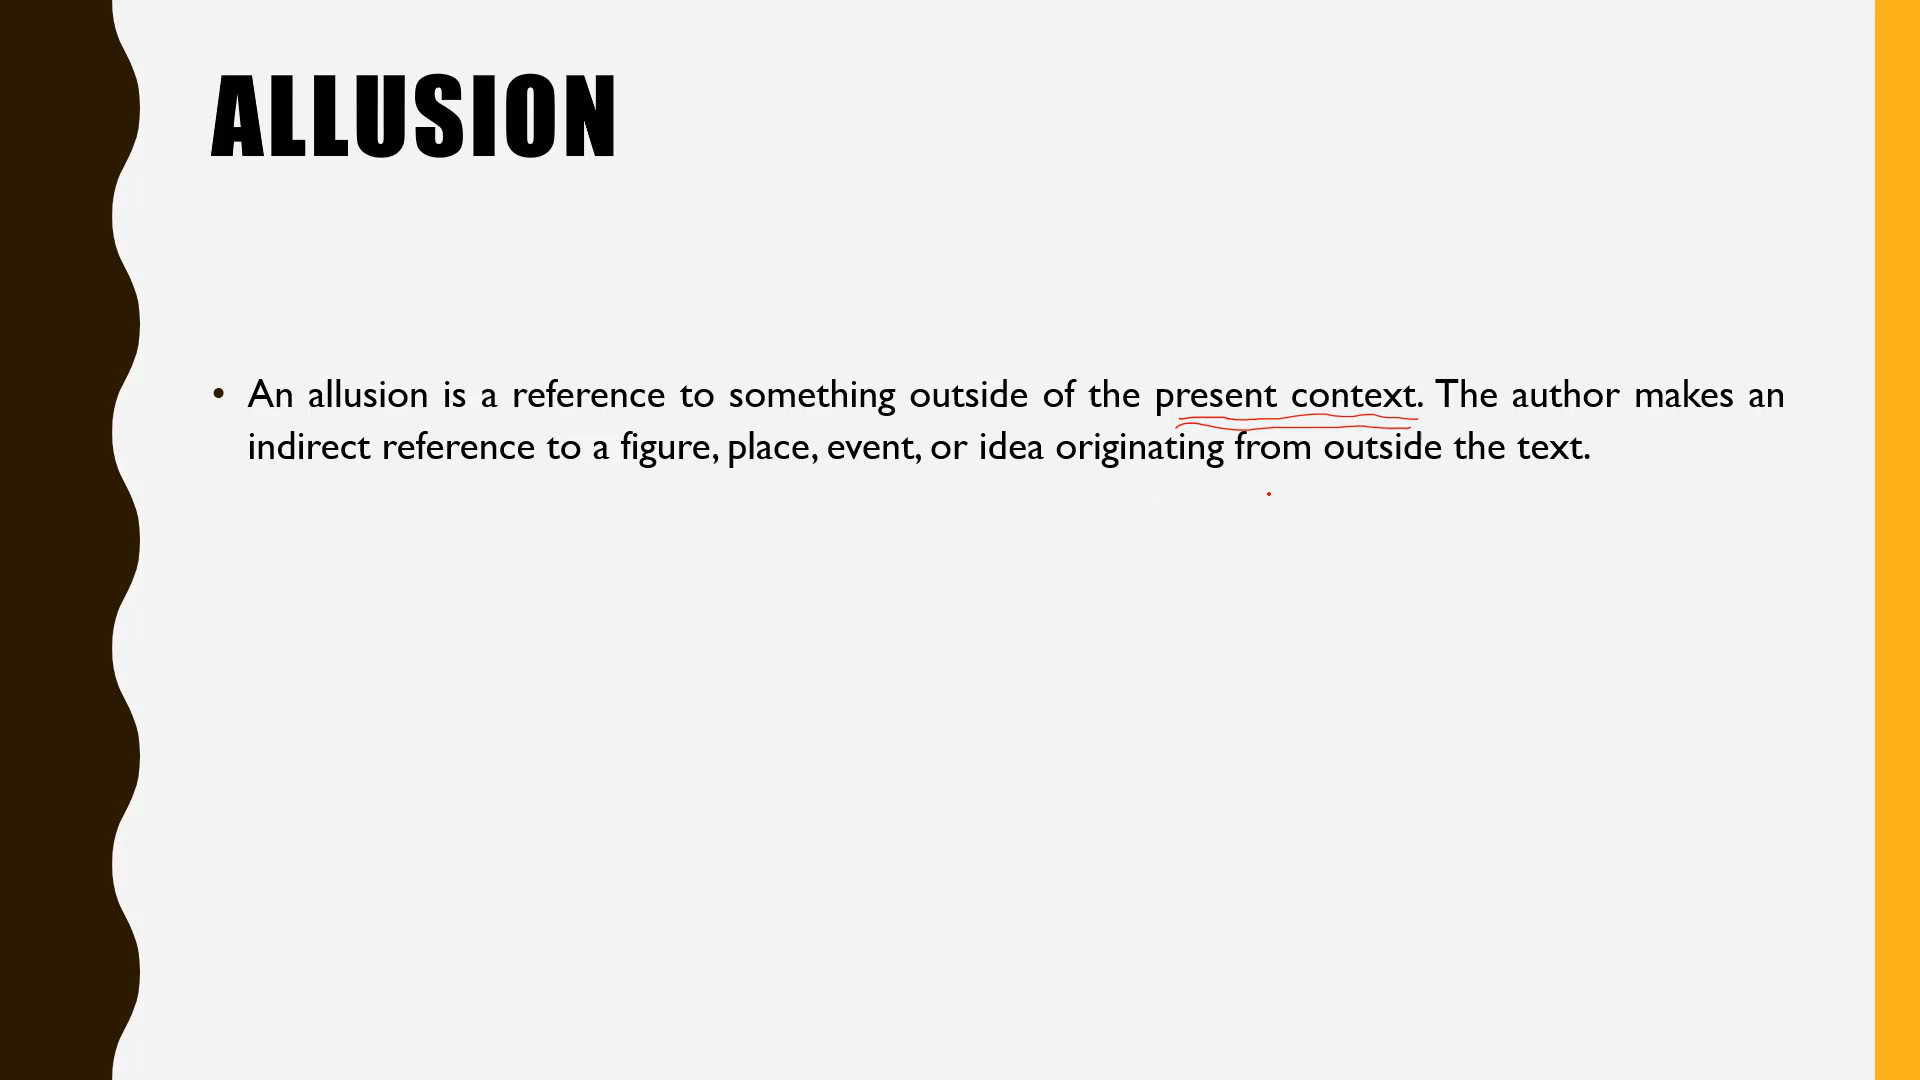 ALLUSION
• An allusion is a reference to something outside of the present context. The author makes an
indirect reference to a figure, place, event, or idea originating from outside the text.